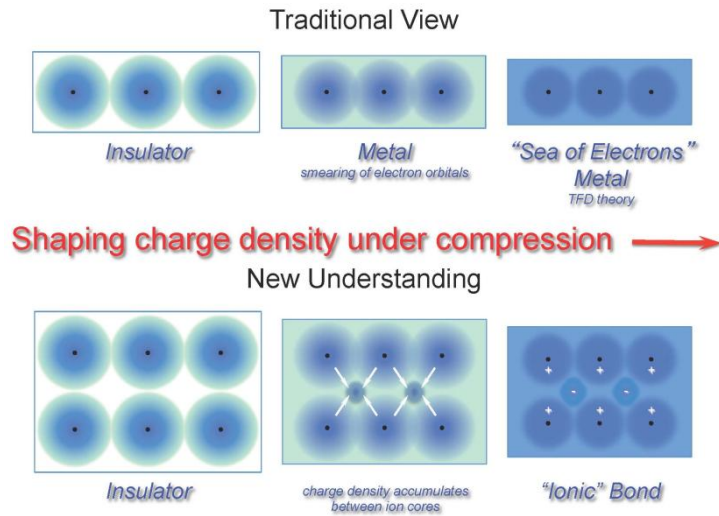 Traditional View
Insulator
Metal
smearing of electron orbitals
"Sea of Electrons"
Metal
TFD theory
Shaping charge density under compression
New Understanding
+ + +
- -
+ + +
Insulator
charge density accumulates
between ion cores
"Ionic" Bond